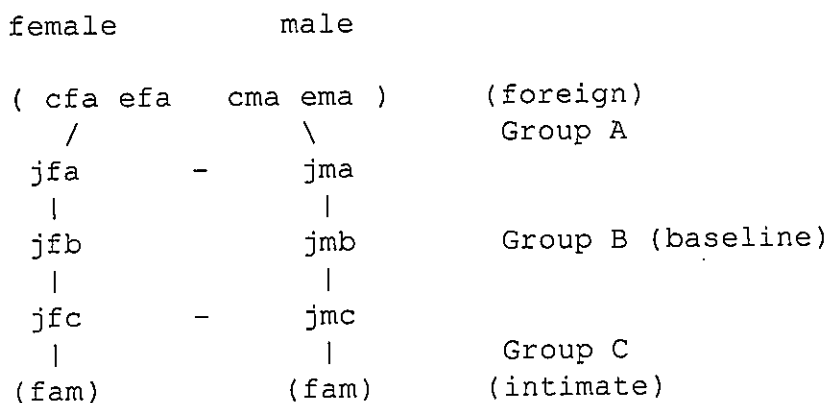 female male
( cfa efa cma ema ) (foreign)
/ \ Group A
jfa - jma
| |
jfb jmb Group B (baseline)
| |
jfc - jmc
| | Group C
(fam) (fam) (intimate)